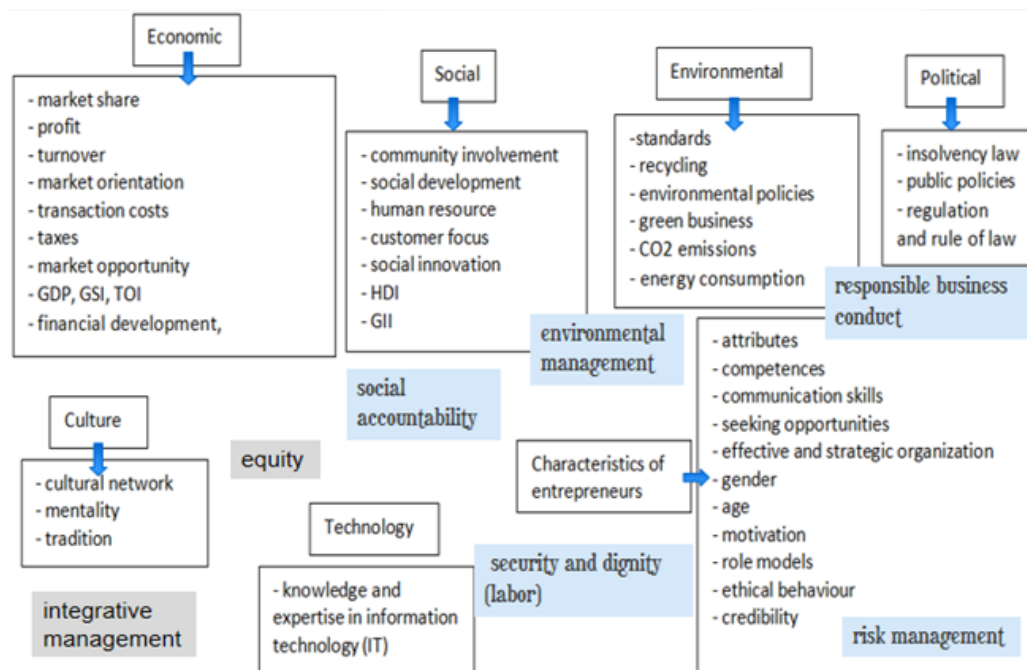 Economic
- market share
- profit
- turnover
- market orientation
- transaction costs
- taxes
- market opportunity
- GDP, GSI, TOI
- financial development,
Social
- community involvement
- social development
- human resource
- customer focus
- social innovation
- HDI
- GII
Environmental
-standards
- recycling
- environmental policies
- green business
- CO2 emissions
- energy consumption
Political
- insolvency law
- public policies
- regulation
and rule of law
responsible business
conduct
environmental
management
social
accountability
Culture
- cultural network
- mentality
- tradition
equity
integrative
management
Technology
- knowledge and
expertise in information
technology (IT)
security and dignity
(labor)
Characteristics of
entrepreneurs
- attributes
- competences
- communication skills
- seeking opportunities
- effective and strategic organization
- gender
- age
- motivation
- role models
- ethical behaviour
- credibility
risk management